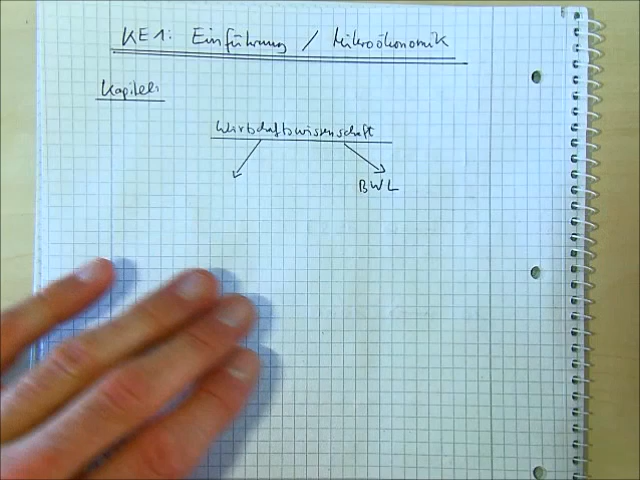 KE1: Einführung / Mikroökonomik
Kapitel:
Wirtschaftswissenschaft
BWL